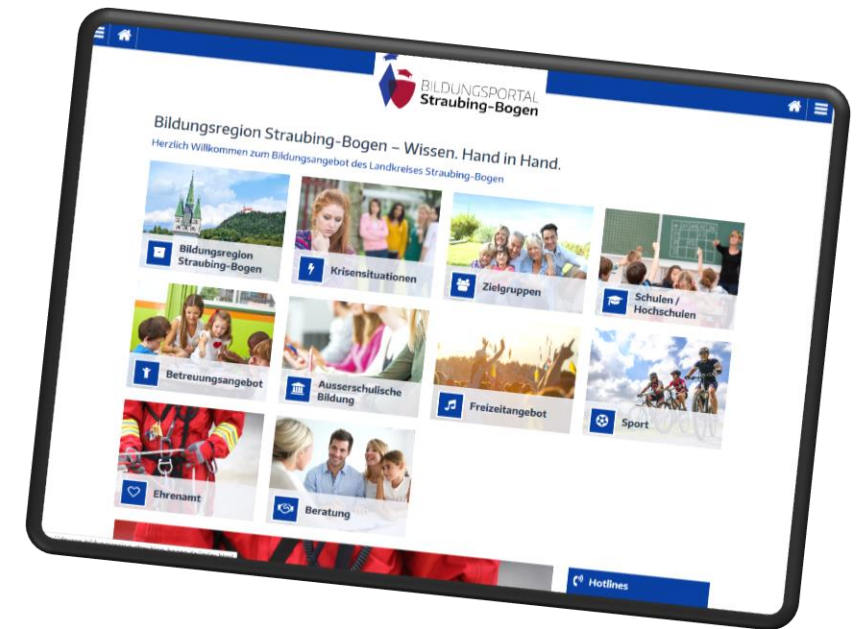 BILDUNGSPORTAL
Straubing-Bogen
Bildungsregion Straubing-Bogen – Wissen. Hand in Hand.
Herzlich Willkommen zum Bildungsangebot des Landkreises Straubing-Bogen
Bildungsregion
Straubing-Bogen
Krisensituationen
Zielgruppen
Schulen /
Hochschulen
Betreuungsangebot
Ausserschulische
Bildung
Freizeitangebot
Sport
Ehrenamt
Beratung
Hotlines